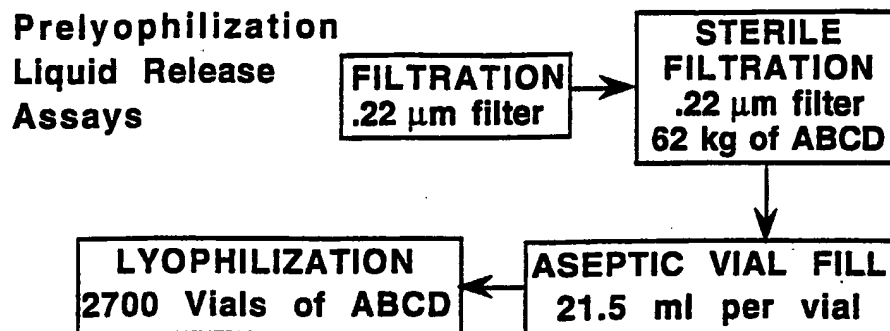 Prelyophilization
Liquid Release
Assays
FILTRATION
.22 µm filter
STERILE
FILTRATION
.22 µm filter
62 kg of ABCD
ASEPTIC VIAL FILL
21.5 ml per vial
LYOPHILIZATION
2700 Vials of ABCD